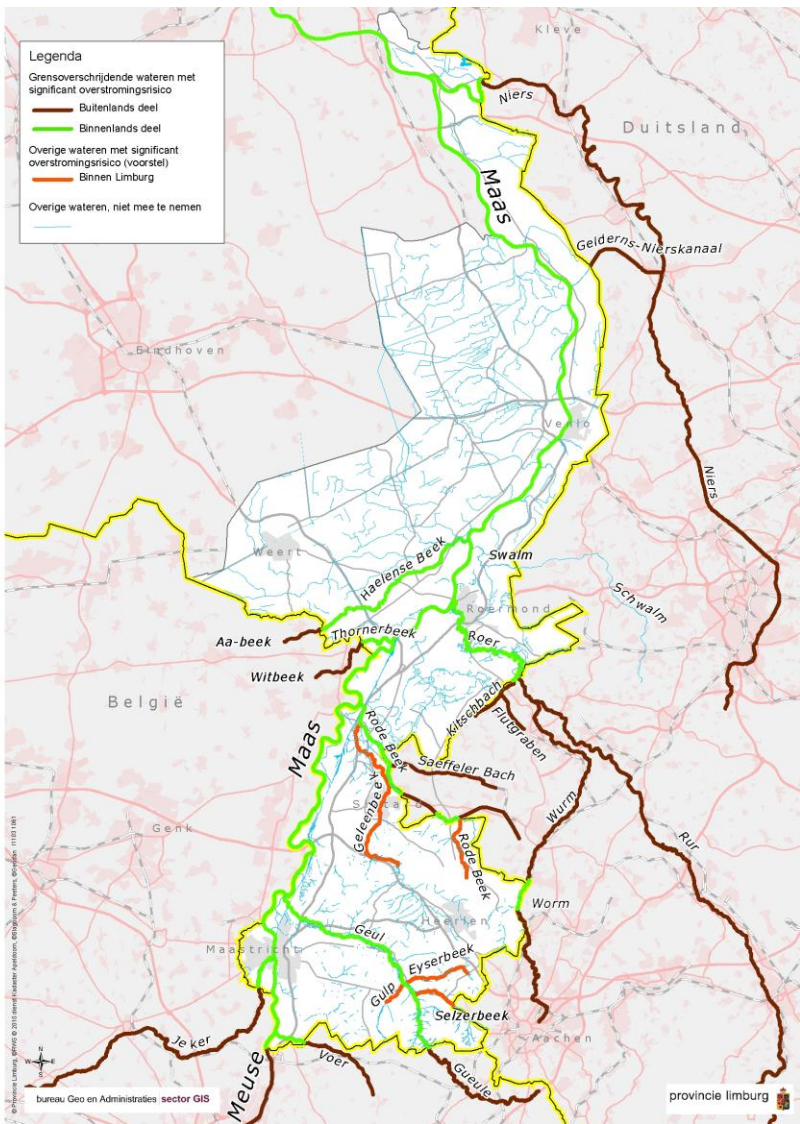 Legenda
Grensoverschrijdende wateren met
significant overstromingsrisico
Buitenlands deel
Binnenlands deel
Overige wateren met significant
overstromingsrisico (voorstel)
Binnen Limburg
Overige wateren, niet mee te nemen
Kleve
Niers
Duitsland
Maas
Gelderns-Nierskanaal
Eindhoven
Venlo
Niers
Weert
Haelense Beek
Swalm
Schwalm
Roermond
Thornerbeek
Aa-beek
Roer
Witbeek
België
Kitschbach
Flutgraben
Maas
Rode Beek
Saeffeler Bach
Geleenbeek
Wurm
Genk
Rur
Rode Beek
Worm
Heerlen
Geul
Maastricht
Eyserbeek
Gulp
Selzerbeek
Jeker
Aachen
Voer
Gueule
Meuse
N
W
E
S
bureau Geo en Administraties sector GIS
provincie limburg